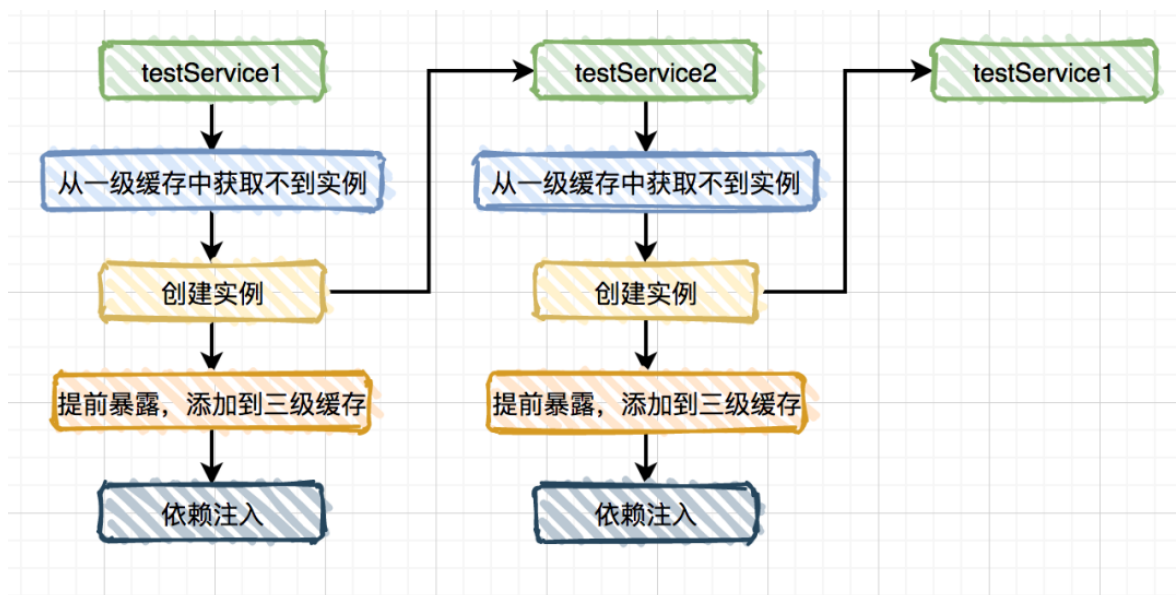 testService1
从一级缓存中获取不到实例
创建实例
提前暴露，添加到三级缓存
依赖注入
testService2
从一级缓存中获取不到实例
创建实例
提前暴露，添加到三级缓存
依赖注入
testService1